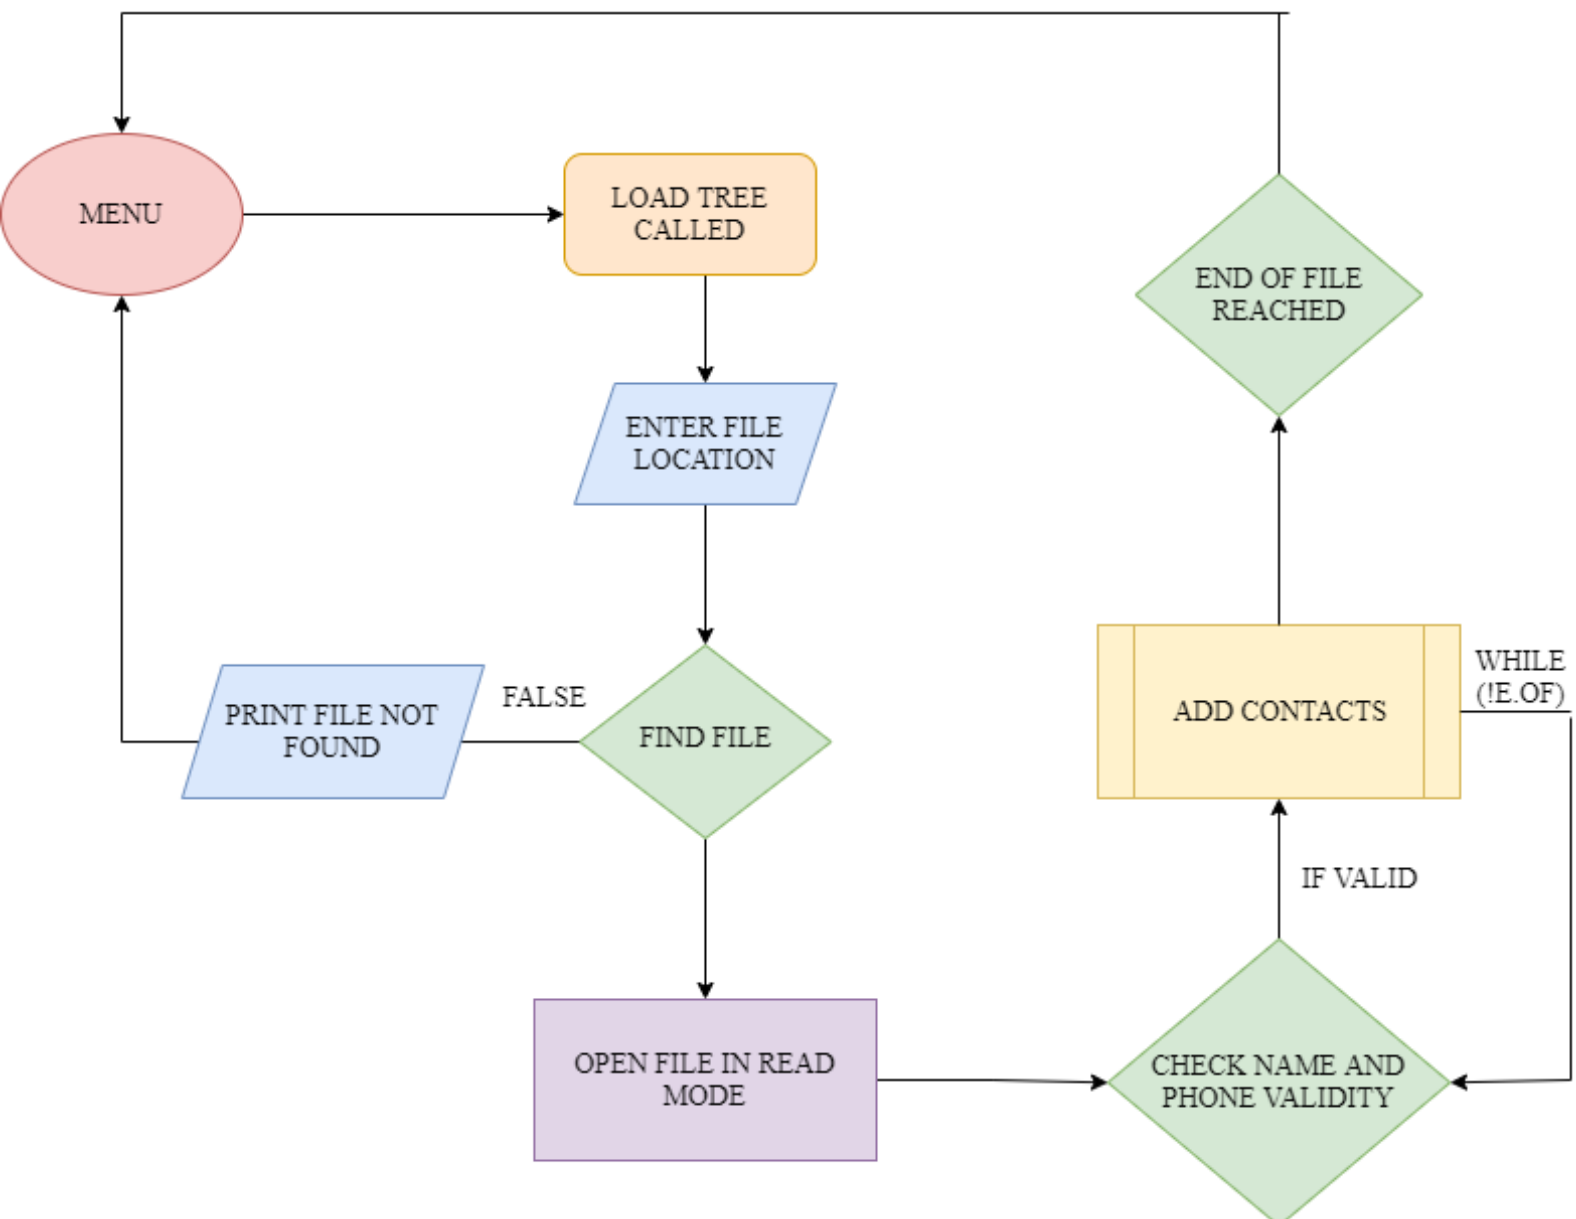 MENU
LOAD TREE
CALLED
ENTER FILE
LOCATION
FIND FILE
FALSE
PRINT FILE NOT
FOUND
OPEN FILE IN READ
MODE
CHECK NAME AND
PHONE VALIDITY
IF VALID
ADD CONTACTS
WHILE
(!E.OF)
END OF FILE
REACHED